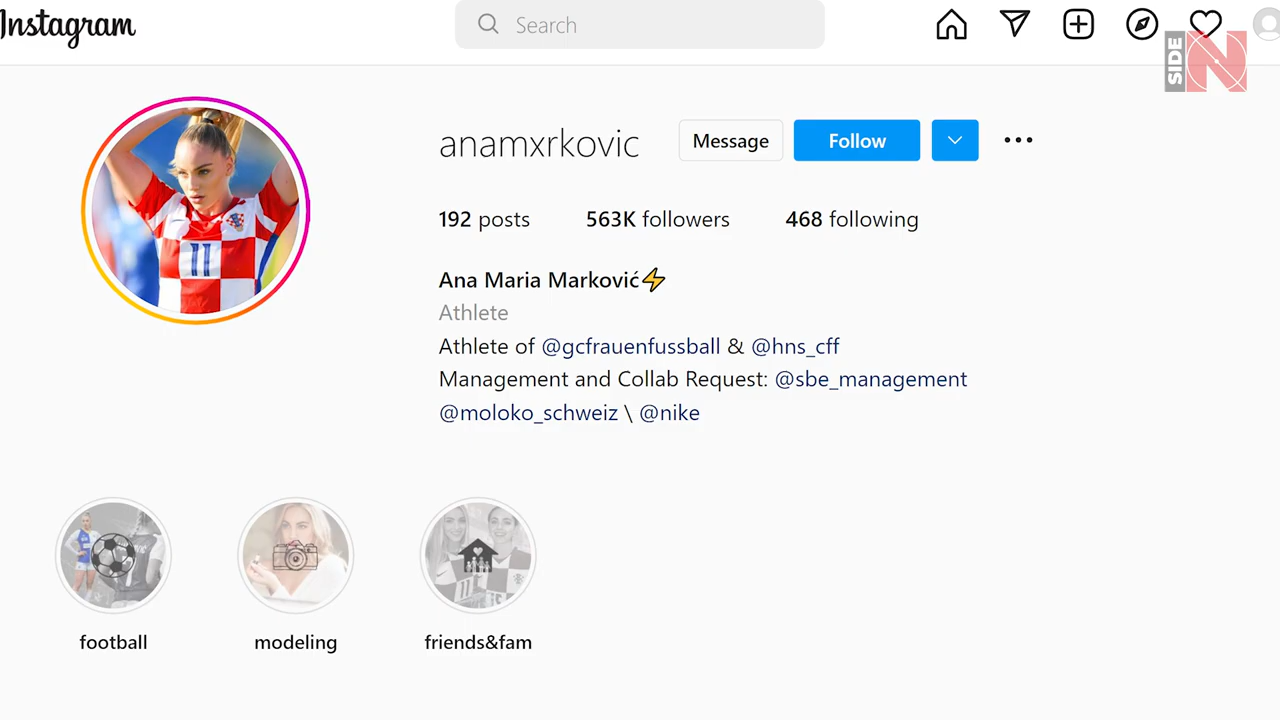 Instagram
Search
SIDE N
anamxrkovic
Message
Follow
192 posts 563K followers 468 following
Ana Maria Marković⚡
Athlete
Athlete of @gcfrauenfussball & @hns_cff
Management and Collab Request: @sbe_management
@moloko_schweiz \ @nike
11
football modeling friends&fam